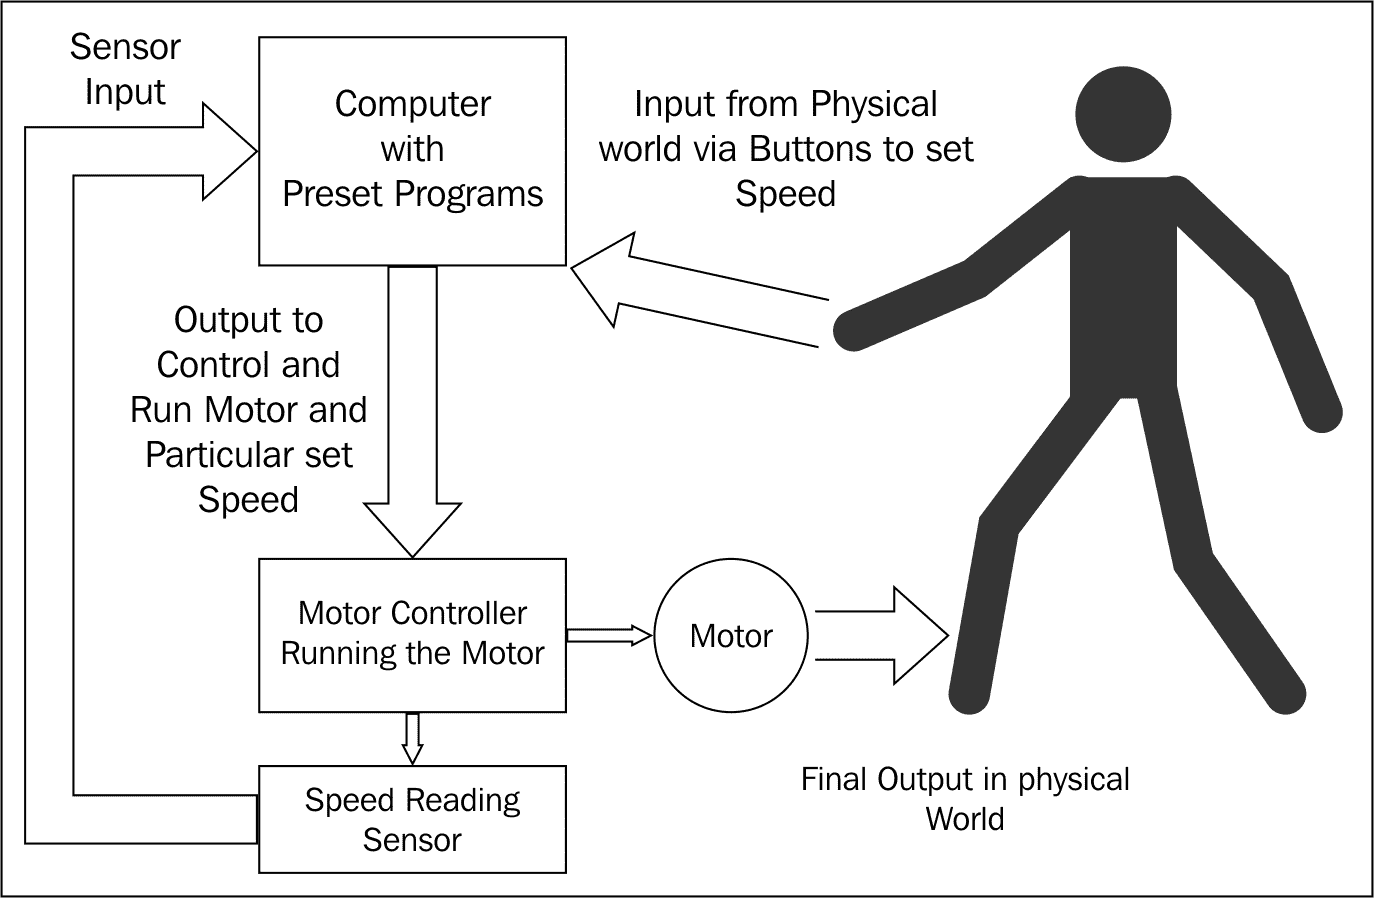 Sensor
Input
Computer
with
Preset Programs
Input from Physical
world via Buttons to set
Speed
Output to
Control and
Run Motor and
Particular set
Speed
Motor Controller
Running the Motor
Motor
Speed Reading
Sensor
Final Output in physical
World